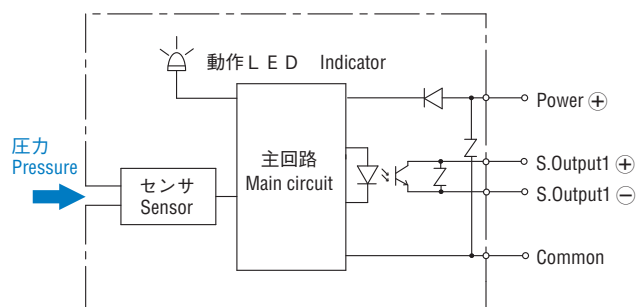 動作ＬＥＤ Indicator
Power ⊕
圧力
Pressure
主回路
Main circuit
センサ
Sensor
S.Output1 ⊕
S.Output1 ⊖
Common